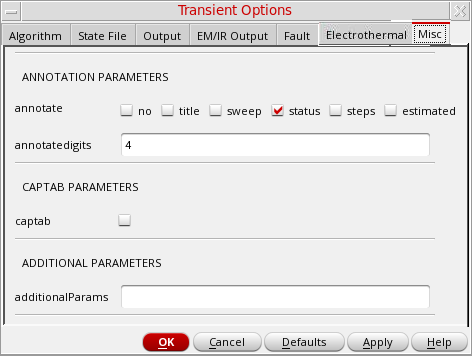 Transient Options
Algorithm State File Output EM/IR Output Fault Electrothermal Misc
ANNOTATION PARAMETERS
annotate no title sweep status steps estimated
annotatedigits 4
CAPTAB PARAMETERS
captab
ADDITIONAL PARAMETERS
additionalParams
OK Cancel Defaults Apply Help